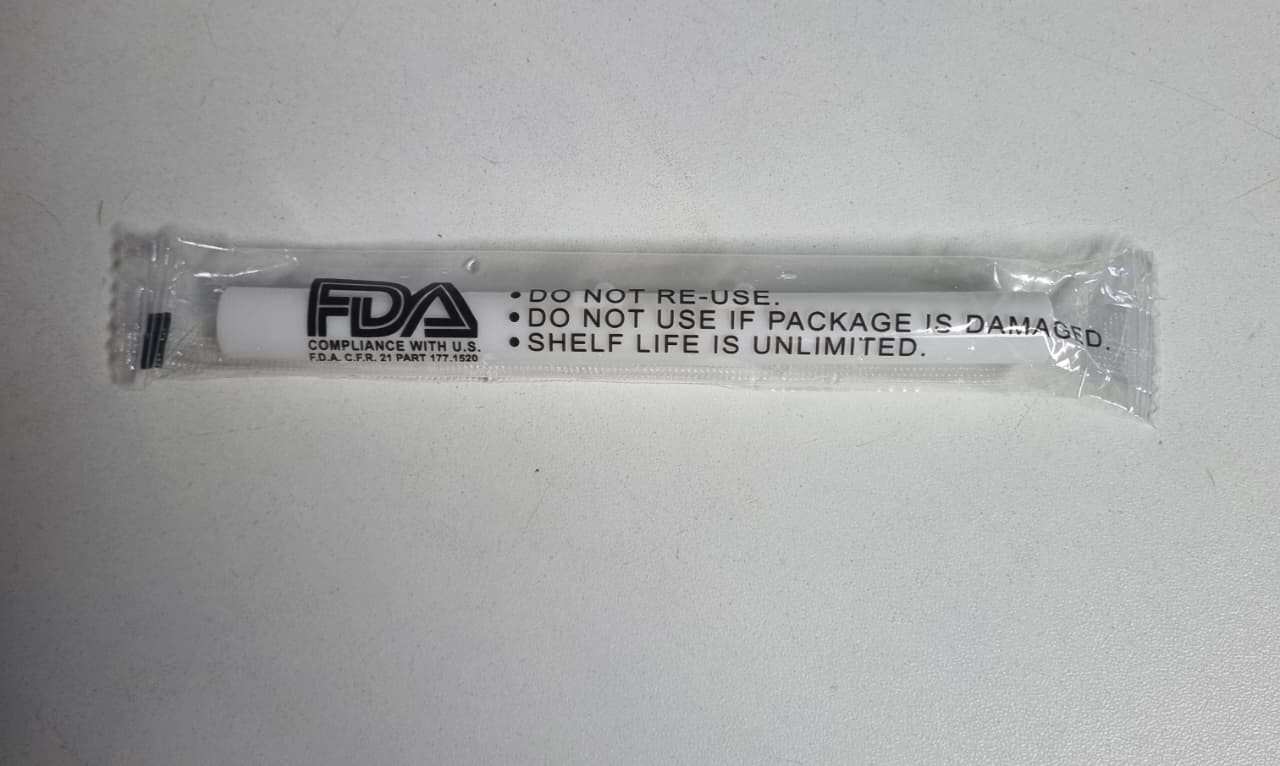 FDA
COMPLIANCE WITH U.S.
F.D.A. C.F.R. 21 PART 177.1520
• DO NOT RE-USE.
• DO NOT USE IF PACKAGE IS DAMAGED.
• SHELF LIFE IS UNLIMITED.